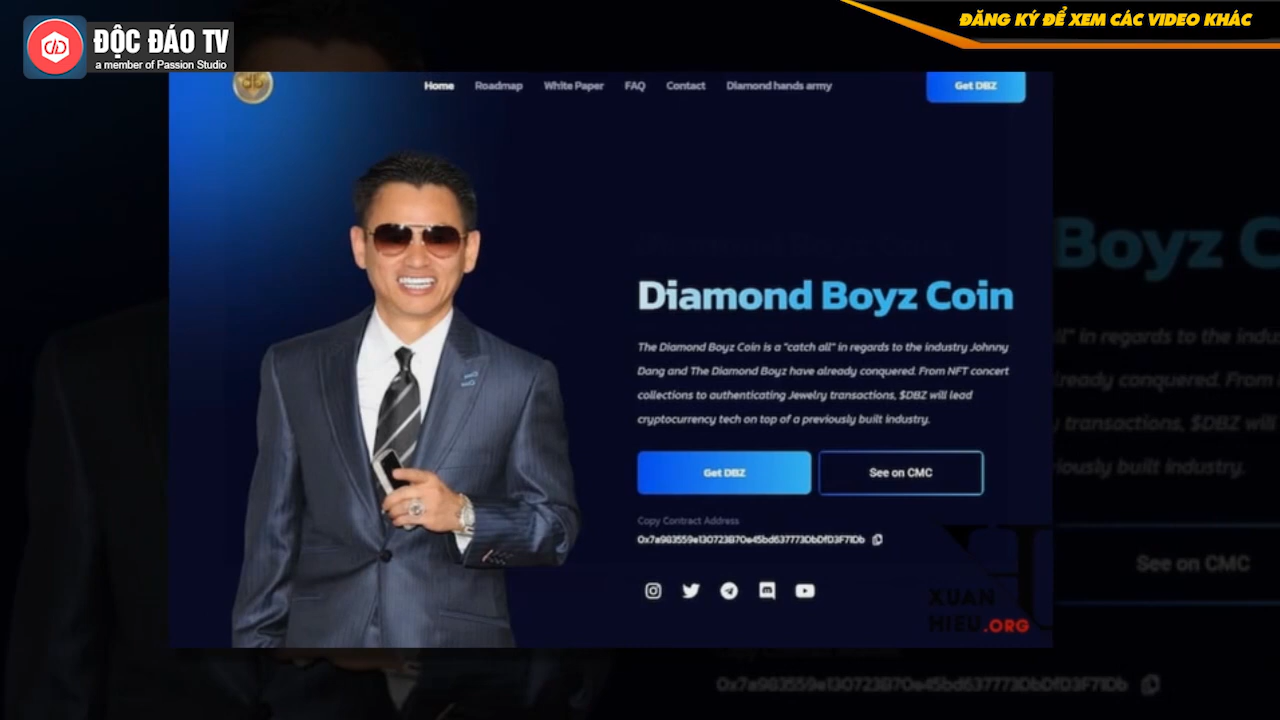 ĐỘC ĐÁO TV
a member of Passion Studio
ĐĂNG KÝ ĐỂ XEM CÁC VIDEO KHÁC
Home
Roadmap
White Paper
FAQ
Contact
Diamond hands army
Get DBZ
Diamond Boyz Coin
The Diamond Boyz Coin is a "catch all" in regards to the industry Johnny
Dang and The Diamond Boyz have already conquered. From NFT concert
collections to authenticating Jewelry transactions, $DBZ will lead
cryptocurrency tech on top of a previously built industry.
Get DBZ
See on CMC
Copy Contract Address
XUAN
HIEU.ORG
Boyz C
See on CMC